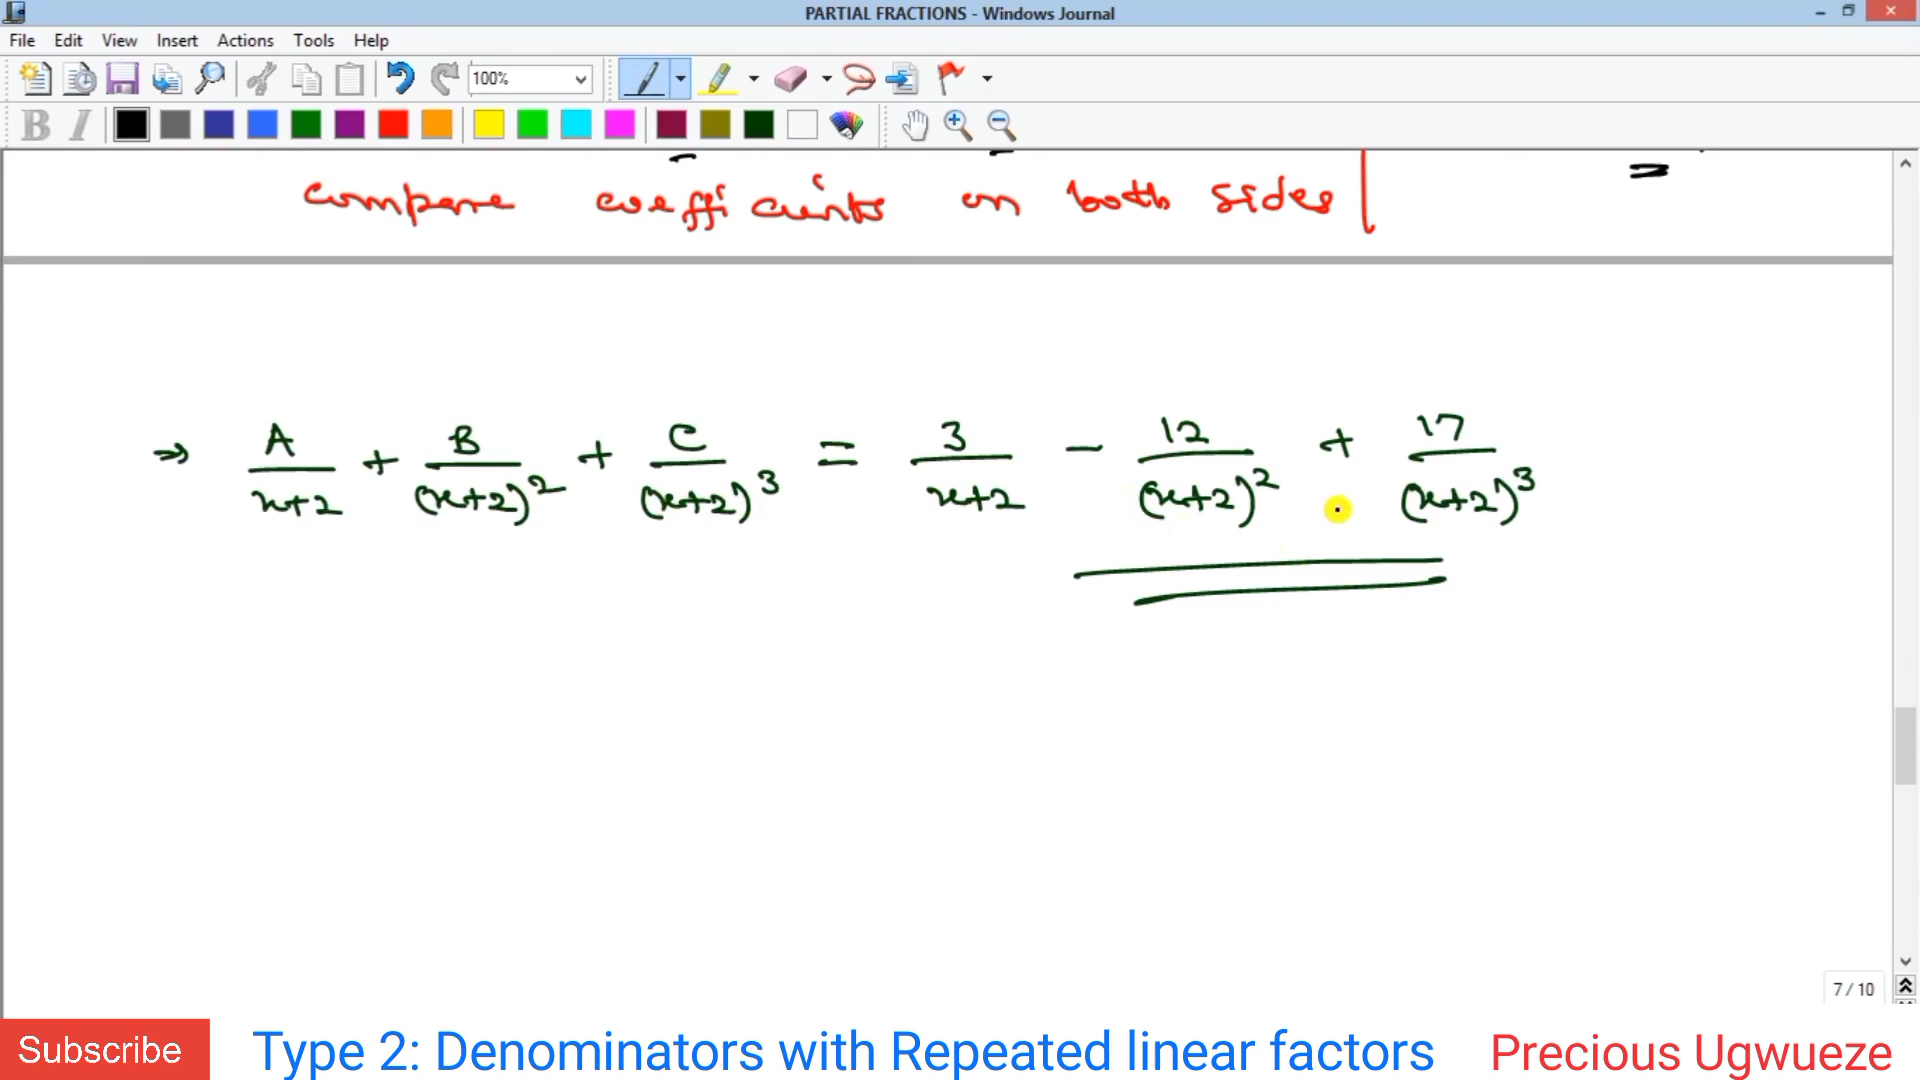 PARTIAL FRACTIONS - Windows Journal
File Edit View Insert Actions Tools Help
100%
B I
compare coefficients on both sides
=
⇒ A/(x+2) + B/(x+2)² + C/(x+2)³ = 3/(x+2) - 12/(x+2)² + 17/(x+2)³
7 / 10
Subscribe Type 2: Denominators with Repeated linear factors Precious Ugwueze